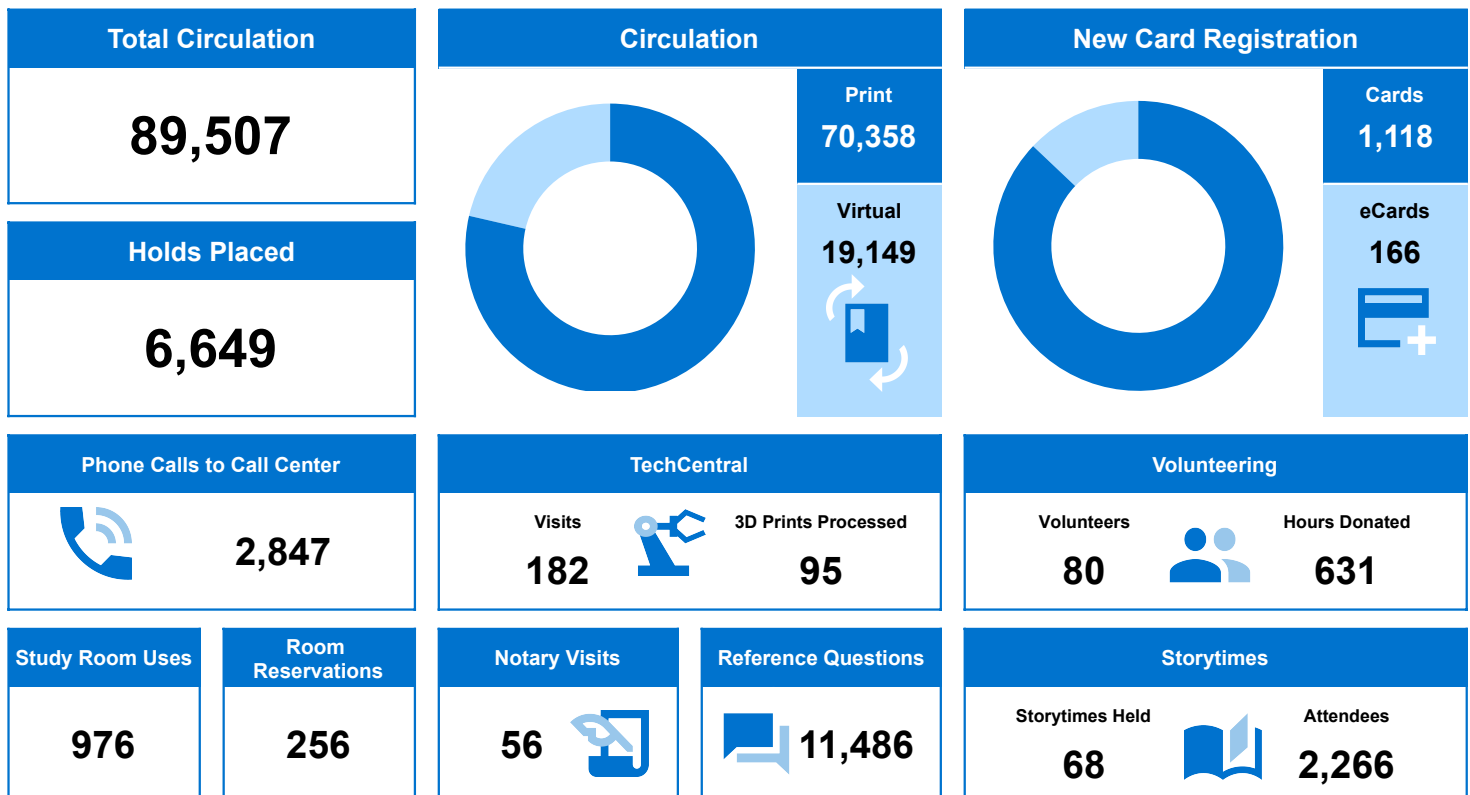 Total Circulation
89,507
Holds Placed
6,649
Circulation
Print
70,358
Virtual
19,149
New Card Registration
Cards
1,118
eCards
166
Phone Calls to Call Center
2,847
TechCentral
Visits
182
3D Prints Processed
95
Volunteering
Volunteers
80
Hours Donated
631
Study Room Uses
976
Room
Reservations
256
Notary Visits
56
Reference Questions
11,486
Storytimes
Storytimes Held
68
Attendees
2,266